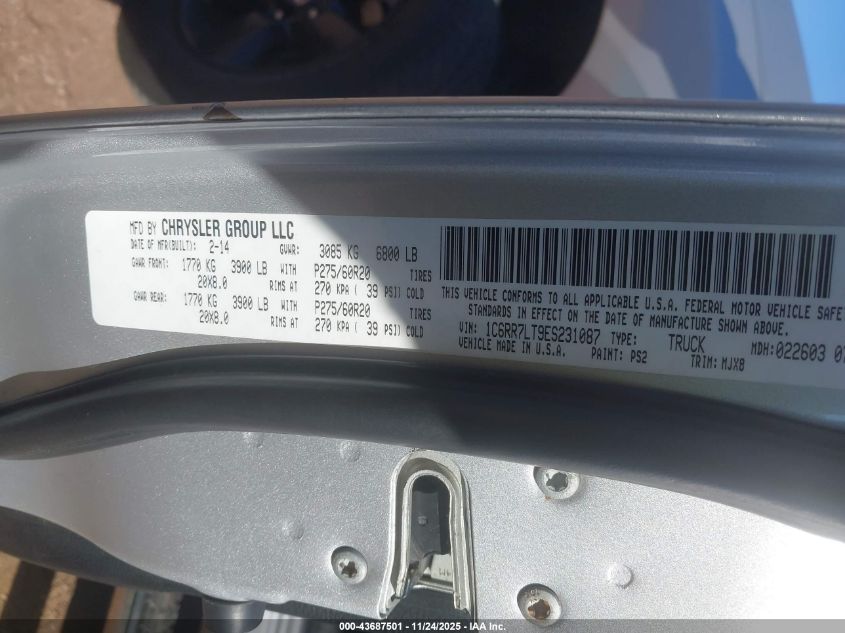 MFD BY CHRYSLER GROUP LLC
DATE OF MFR(BUILT): 2-14 GVWR: 3085 KG 6800 LB
GAWR FRONT: 1770 KG 3900 LB WITH P275/60R20 TIRES
20X8.0 RIMS AT 270 KPA ( 39 PSI) COLD
GAWR REAR: 1770 KG 3900 LB WITH P275/60R20 TIRES
20X8.0 RIMS AT 270 KPA ( 39 PSI) COLD
THIS VEHICLE CONFORMS TO ALL APPLICABLE U.S.A. FEDERAL MOTOR VEHICLE SAFE
STANDARDS IN EFFECT ON THE DATE OF MANUFACTURE SHOWN ABOVE.
VIN: 1C6RR7LT9ES231087 TYPE: TRUCK MDH:022603 07
VEHICLE MADE IN U.S.A. PAINT: PS2 TRIM: MJX8
000-43687501 - 11/24/2025 - IAA Inc.